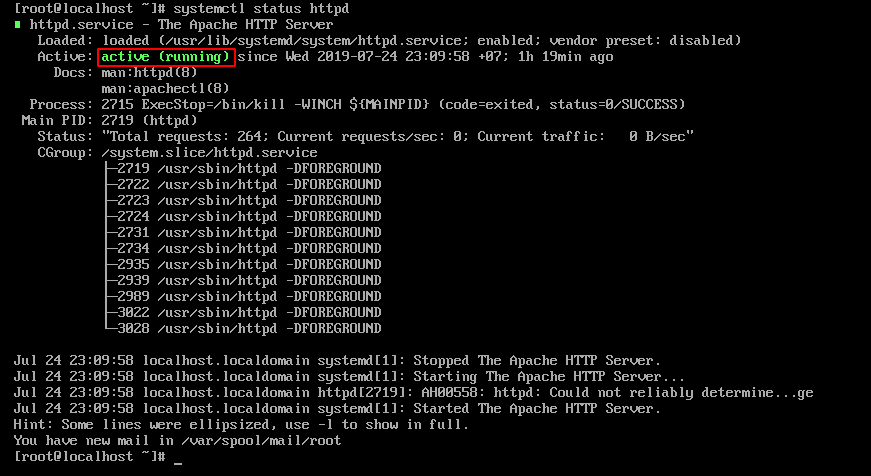 [root@localhost ~]# systemctl status httpd
httpd.service - The Apache HTTP Server
Loaded: loaded (/usr/lib/systemd/system/httpd.service; enabled; vendor preset: disabled)
Active: active (running) since Wed 2019-07-24 23:09:58 +07; 1h 19min ago
Docs: man:httpd(8)
man:apachectl(8)
Process: 2715 ExecStop=/bin/kill -WINCH ${MAINPID} (code=exited, status=0/SUCCESS)
Main PID: 2719 (httpd)
Status: "Total requests: 264; Current requests/sec: 0; Current traffic:   0 B/sec"
CGroup: /system.slice/httpd.service
├─2719 /usr/sbin/httpd -DFOREGROUND
├─2722 /usr/sbin/httpd -DFOREGROUND
├─2723 /usr/sbin/httpd -DFOREGROUND
├─2724 /usr/sbin/httpd -DFOREGROUND
├─2731 /usr/sbin/httpd -DFOREGROUND
├─2734 /usr/sbin/httpd -DFOREGROUND
├─2935 /usr/sbin/httpd -DFOREGROUND
├─2939 /usr/sbin/httpd -DFOREGROUND
├─2989 /usr/sbin/httpd -DFOREGROUND
├─3022 /usr/sbin/httpd -DFOREGROUND
└─3028 /usr/sbin/httpd -DFOREGROUND
Jul 24 23:09:58 localhost.localdomain systemd[1]: Stopped The Apache HTTP Server.
Jul 24 23:09:58 localhost.localdomain systemd[1]: Starting The Apache HTTP Server...
Jul 24 23:09:58 localhost.localdomain httpd[2719]: AH00558: httpd: Could not reliably determine...ge
Jul 24 23:09:58 localhost.localdomain systemd[1]: Started The Apache HTTP Server.
Hint: Some lines were ellipsized, use -l to show in full.
You have new mail in /var/spool/mail/root
[root@localhost ~]# _